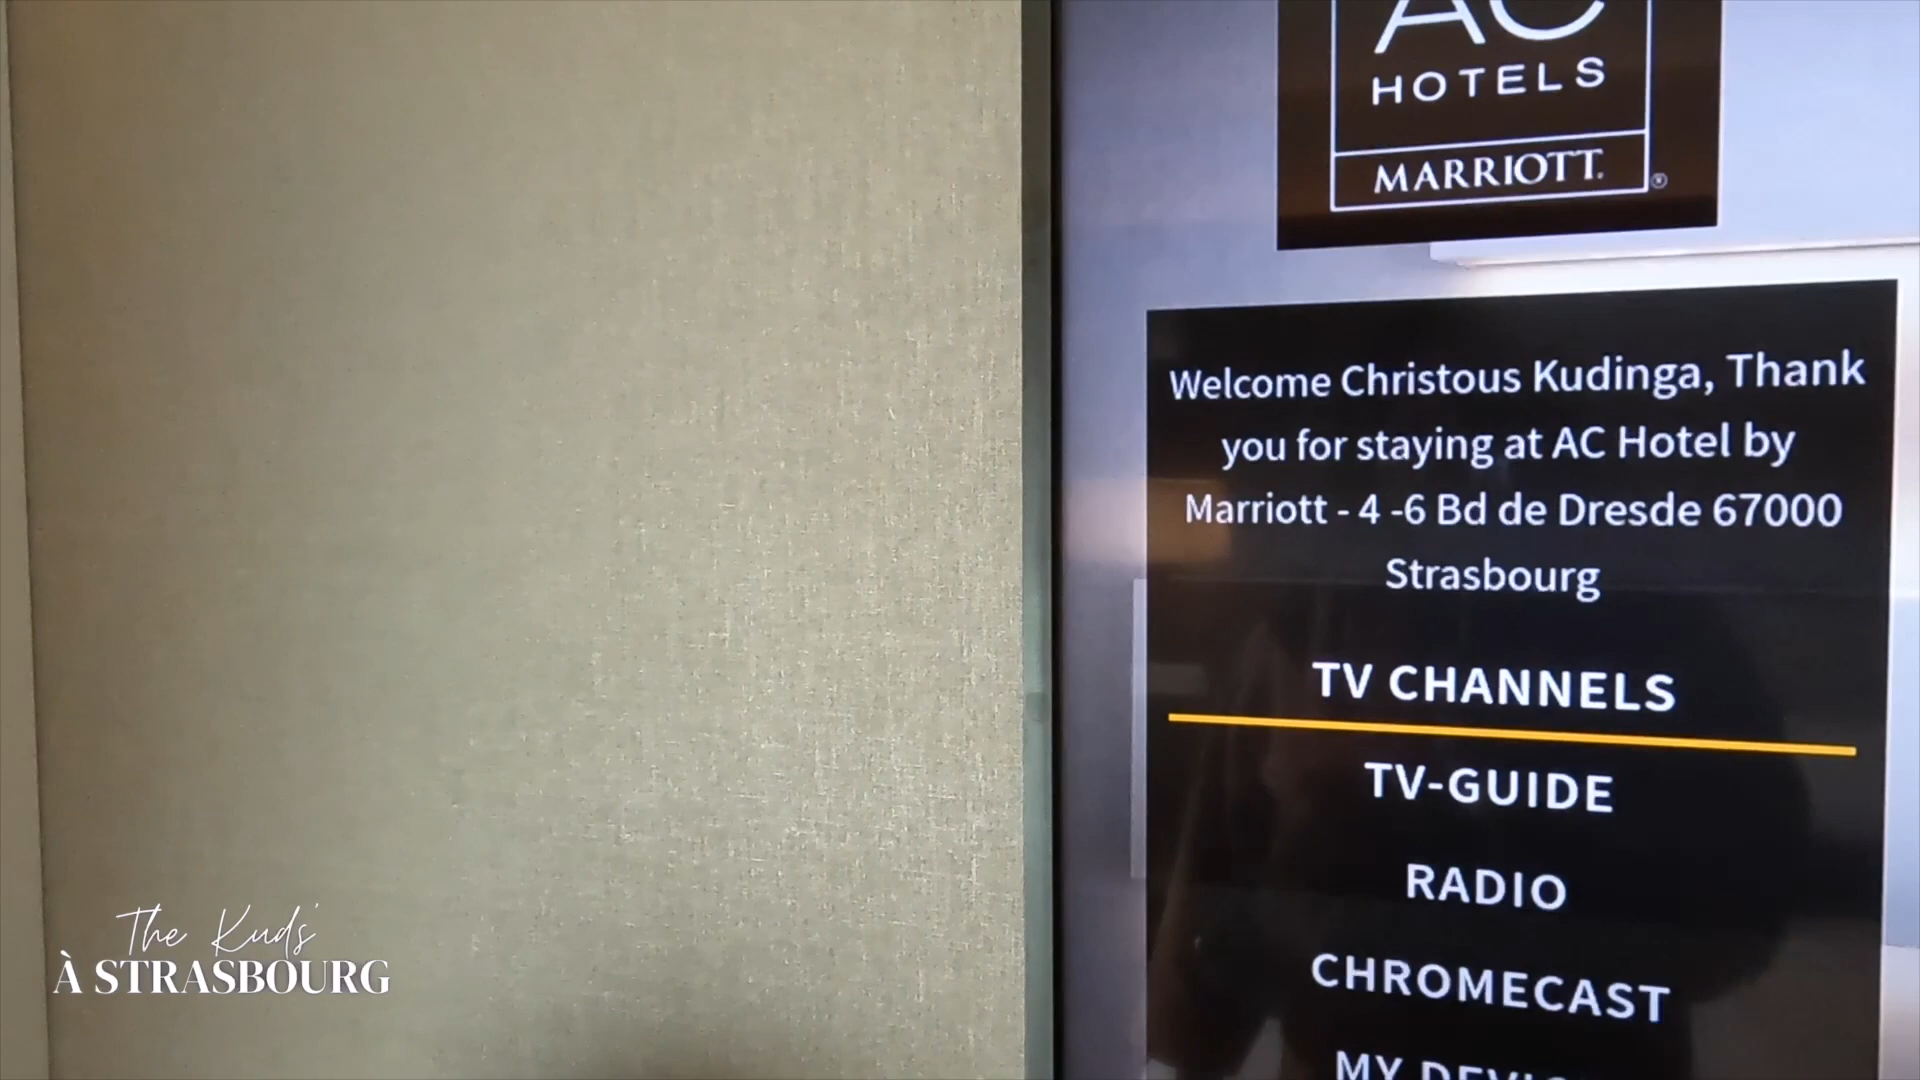 AC
HOTELS
MARRIOTT.
®
Welcome Christous Kudinga, Thank
you for staying at AC Hotel by
Marriott - 4 -6 Bd de Dresde 67000
Strasbourg
TV CHANNELS
TV-GUIDE
RADIO
CHROMECAST
MY
The Kuds'
À STRASBOURG